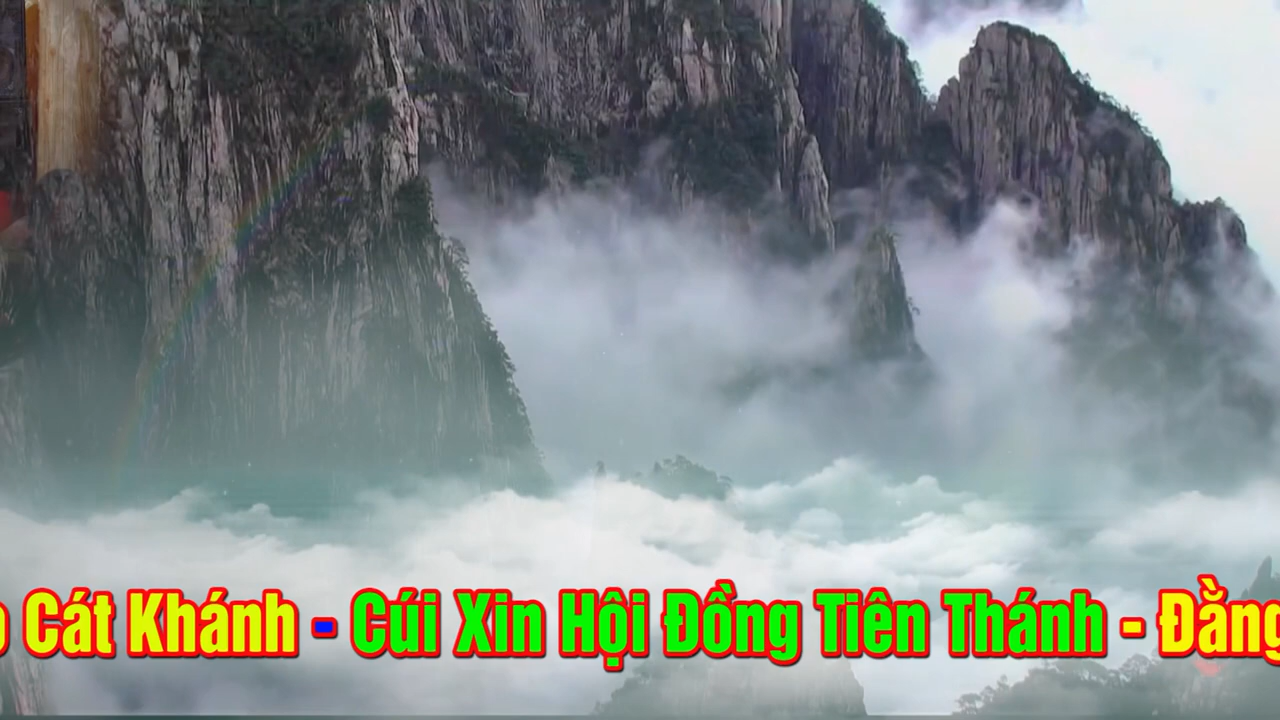 Cát Khánh - Cúi Xin Hội Đồng Tiên Thánh - Đằng